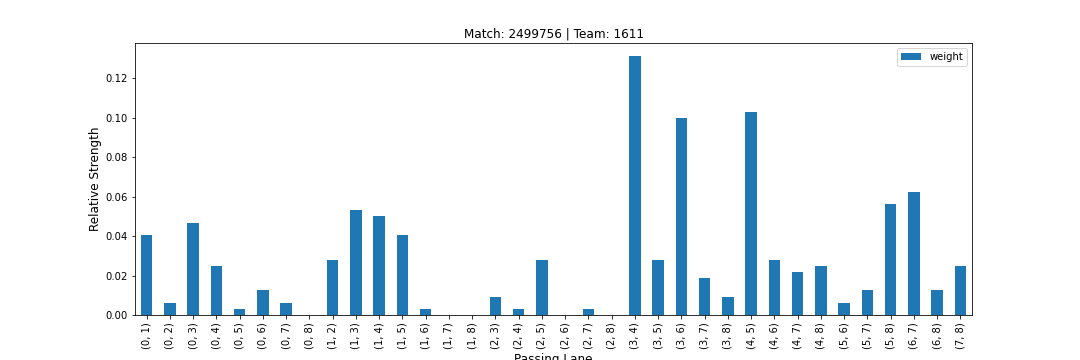 Match: 2499756 | Team: 1611
weight
Relative Strength
0.12
0.10
0.08
0.06
0.04
0.02
0.00
(0, 1) (0, 2) (0, 3) (0, 4) (0, 5) (0, 6) (0, 7) (0, 8) (1, 2) (1, 3) (1, 4) (1, 5) (1, 6) (1, 7) (1, 8) (2, 3) (2, 4) (2, 5) (2, 6) (2, 7) (2, 8) (3, 4) (3, 5) (3, 6) (3, 7) (3, 8) (4, 5) (4, 6) (4, 7) (4, 8) (5, 6) (5, 7) (5, 8) (6, 7) (6, 8) (7, 8)
Passing Lane